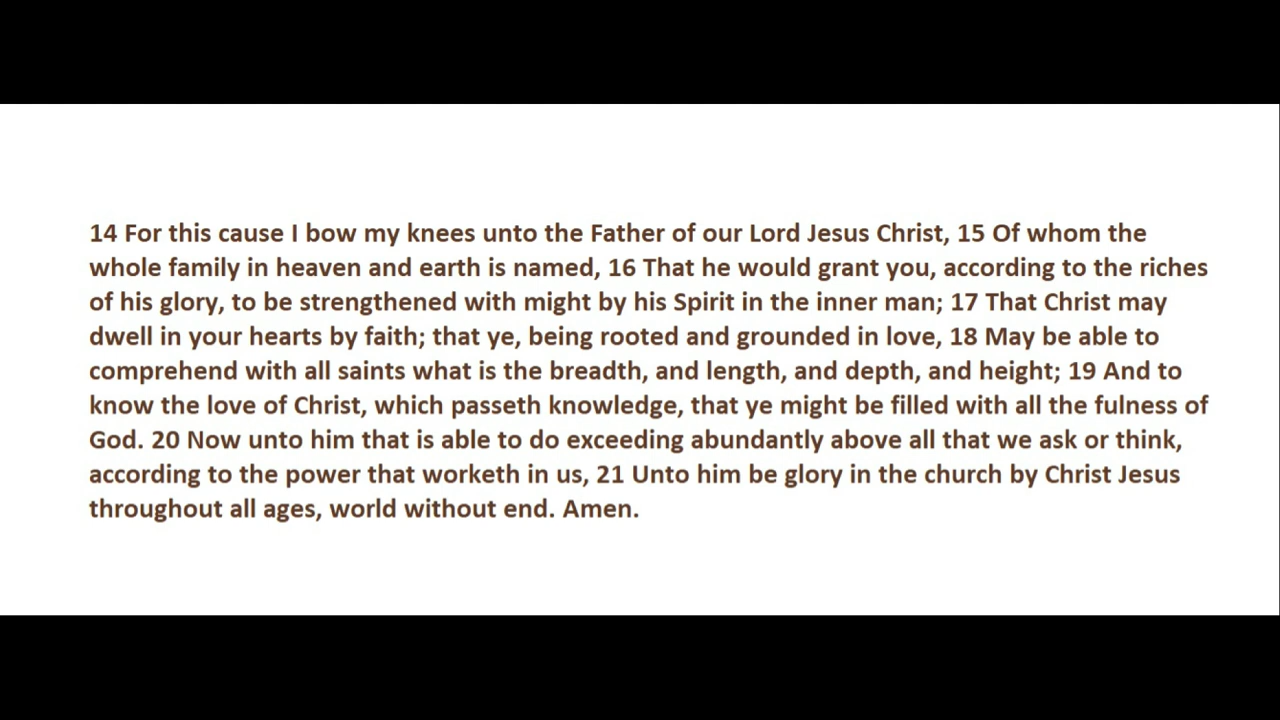 14 For this cause I bow my knees unto the Father of our Lord Jesus Christ, 15 Of whom the
whole family in heaven and earth is named, 16 That he would grant you, according to the riches
of his glory, to be strengthened with might by his Spirit in the inner man; 17 That Christ may
dwell in your hearts by faith; that ye, being rooted and grounded in love, 18 May be able to
comprehend with all saints what is the breadth, and length, and depth, and height; 19 And to
know the love of Christ, which passeth knowledge, that ye might be filled with all the fulness of
God. 20 Now unto him that is able to do exceeding abundantly above all that we ask or think,
according to the power that worketh in us, 21 Unto him be glory in the church by Christ Jesus
throughout all ages, world without end. Amen.